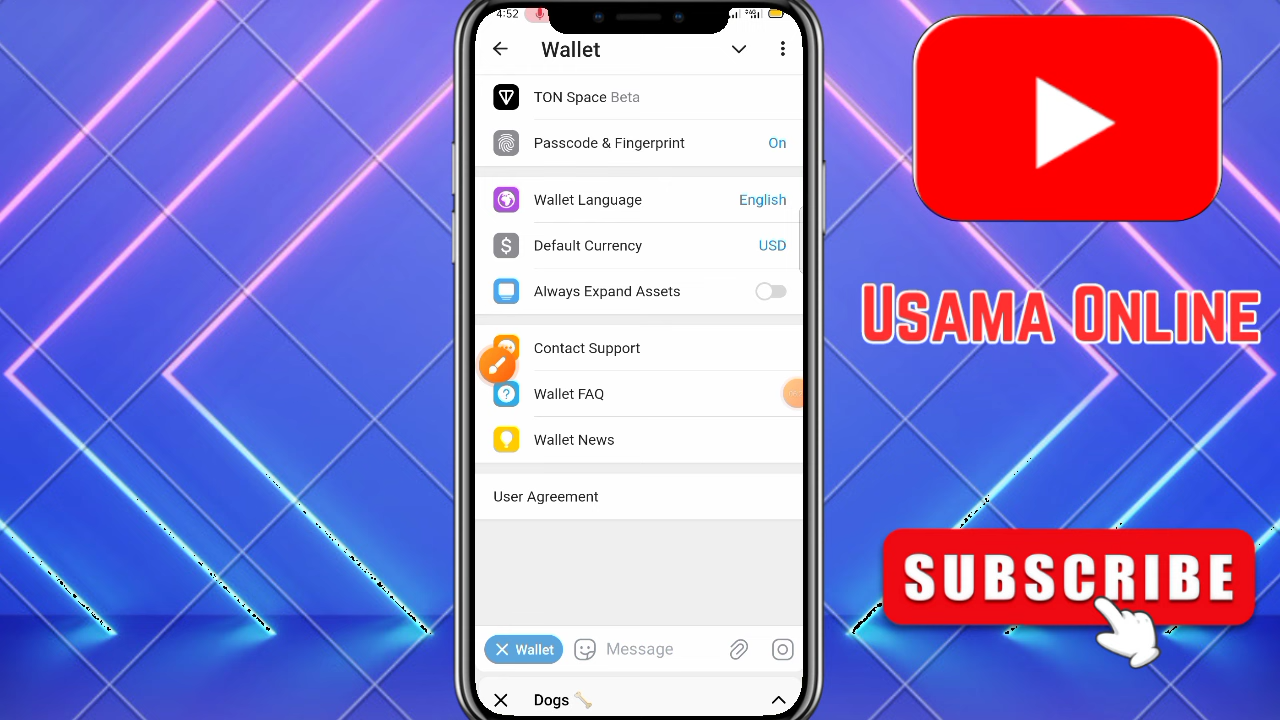 4:52
Wallet
TON Space Beta
Passcode & Fingerprint On
Wallet Language English
Default Currency USD
Always Expand Assets
Contact Support
Wallet FAQ
Wallet News
User Agreement
Wallet
Message
Dogs 🦴
USAMA ONLINE
SUBSCRIBE